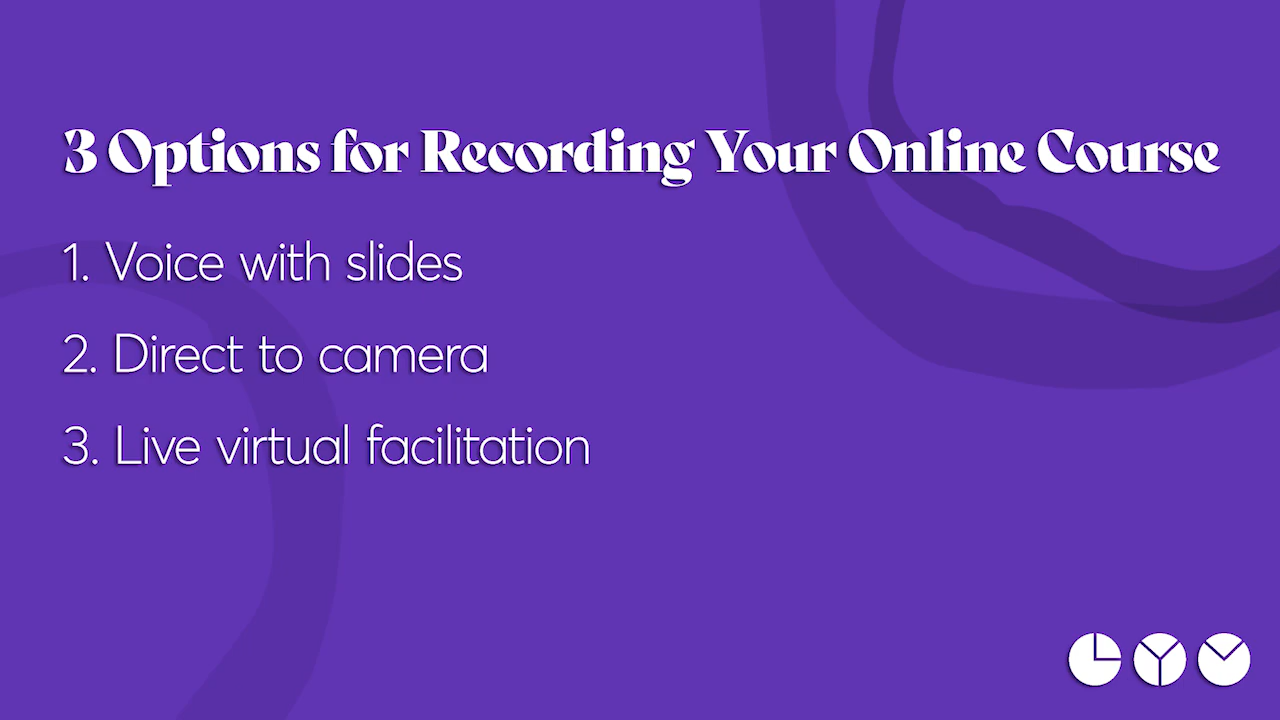 3 Options for Recording Your Online Course
1. Voice with slides
2. Direct to camera
3. Live virtual facilitation
LYM